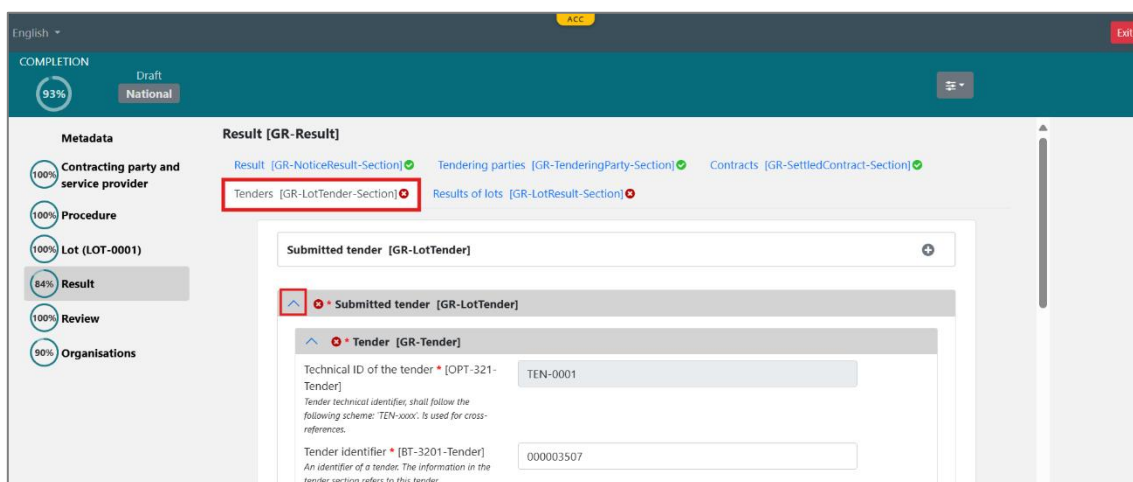 English
ACC
Exit
COMPLETION
93%
Draft
National
Metadata
100% Contracting party and
service provider
100% Procedure
100% Lot (LOT-0001)
84% Result
100% Review
90% Organisations
Result [GR-Result]
Result [GR-NoticeResult-Section] Tendering parties [GR-TenderingParty-Section] Contracts [GR-SettledContract-Section]
Tenders [GR-LotTender-Section] Results of lots [GR-LotResult-Section]
Submitted tender [GR-LotTender]
* Submitted tender [GR-LotTender]
* Tender [GR-Tender]
Technical ID of the tender * [OPT-321-
Tender]
TEN-0001
Tender technical identifier, shall follow the
following scheme: 'TEN-xxxx'. Is used for cross-
references.
Tender identifier * [BT-3201-Tender]
000003507
An identifier of a tender. The information in the
tender section refers to this tender.